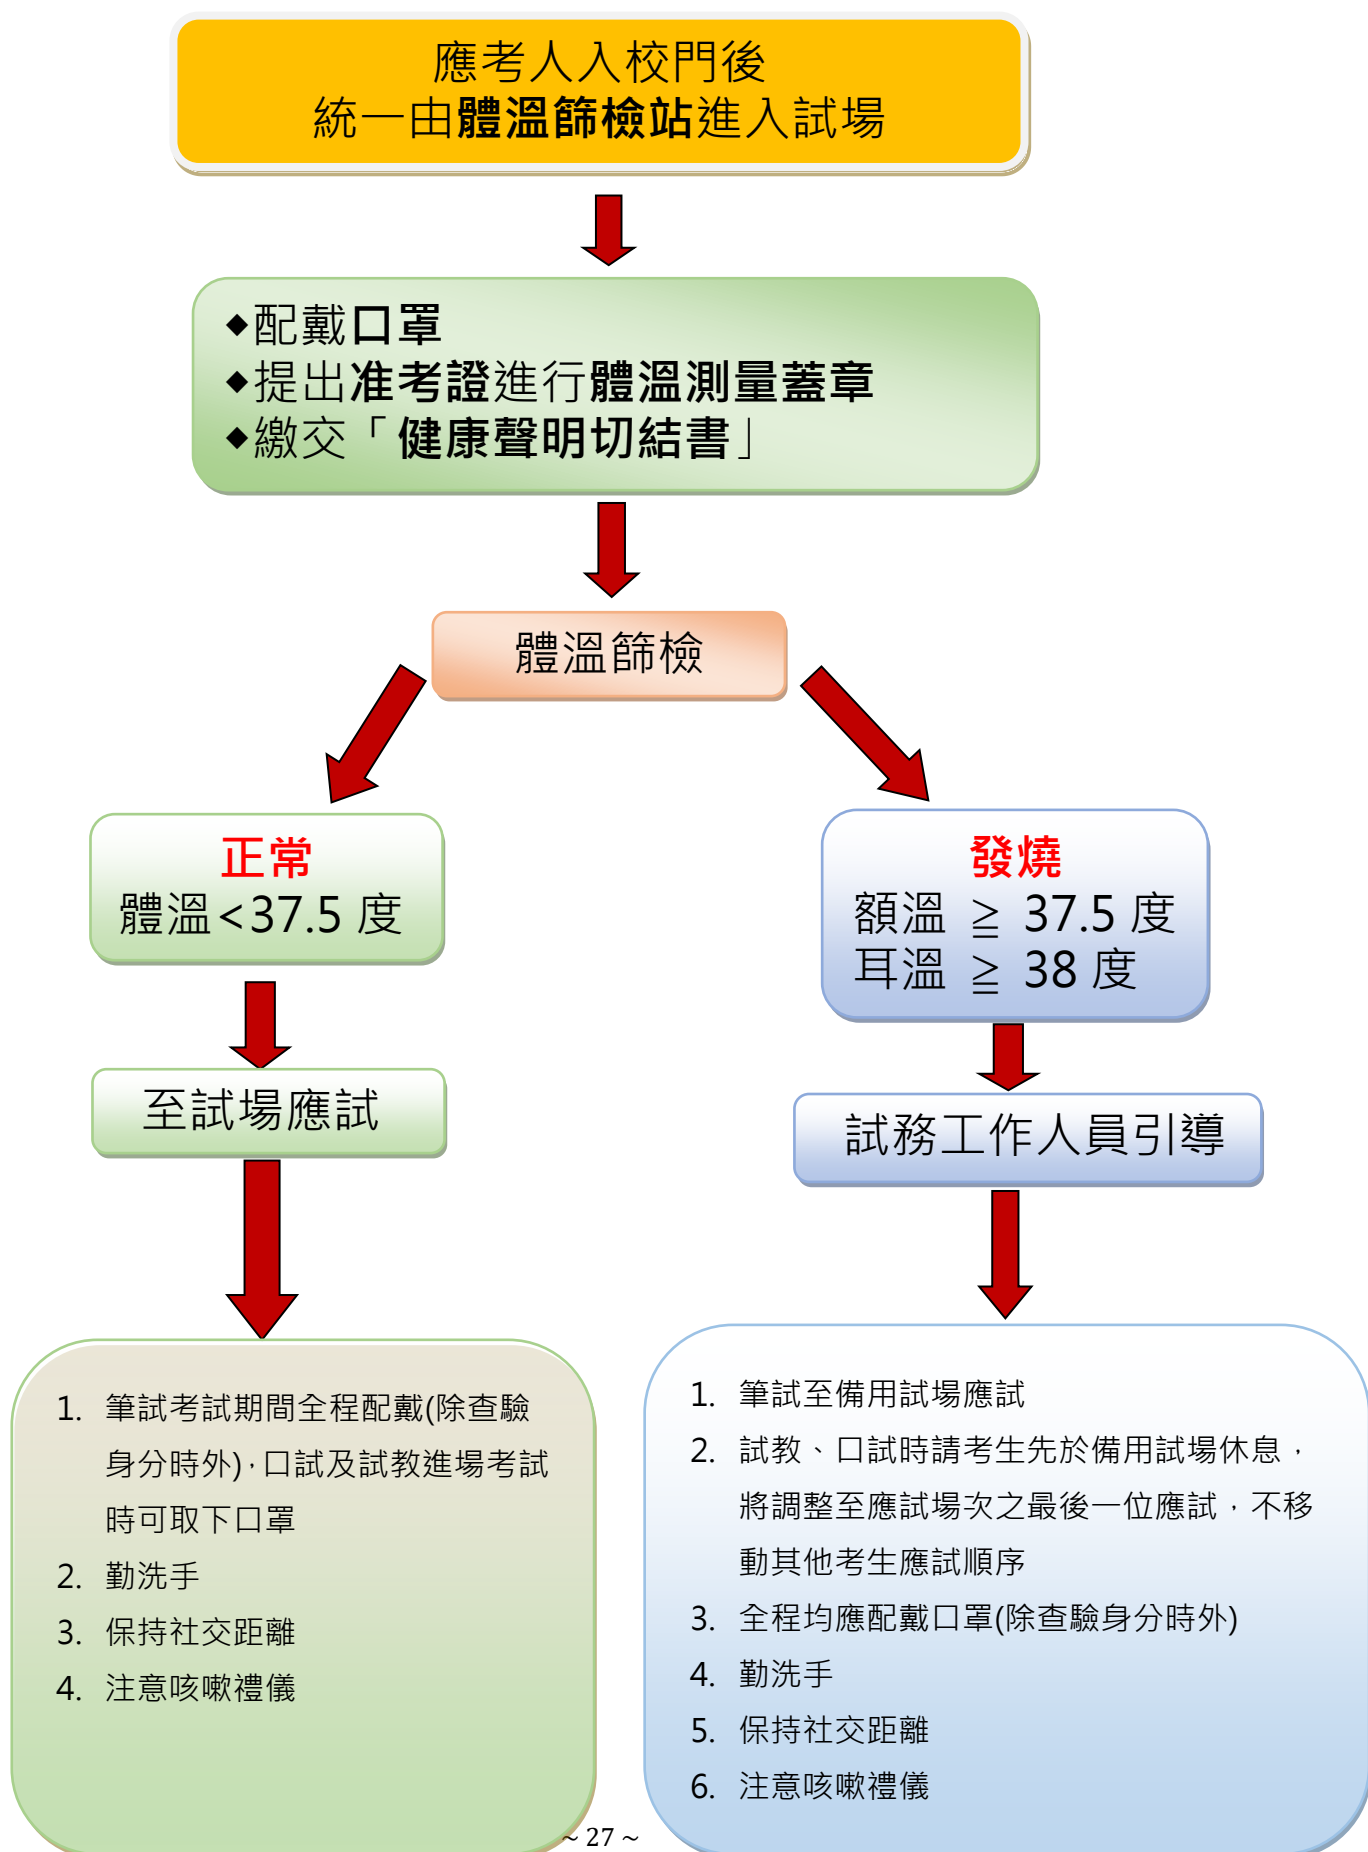 應考人入校門後
統一由體溫篩檢站進入試場
◆配戴口罩
◆提出准考證進行體溫測量蓋章
◆繳交「健康聲明切結書」
體溫篩檢
正常
體溫<37.5 度
發燒
額溫 ≧ 37.5 度
耳溫 ≧ 38 度
至試場應試
試務工作人員引導
1. 筆試考試期間全程配戴(除查驗
身分時外)，口試及試教進場考試
時可取下口罩
2. 勤洗手
3. 保持社交距離
4. 注意咳嗽禮儀
1. 筆試至備用試場應試
2. 試教、口試時請考生先於備用試場休息，
將調整至應試場次之最後一位應試，不移
動其他考生應試順序
3. 全程均應配戴口罩(除查驗身分時外)
4. 勤洗手
5. 保持社交距離
6. 注意咳嗽禮儀
~ 27 ~